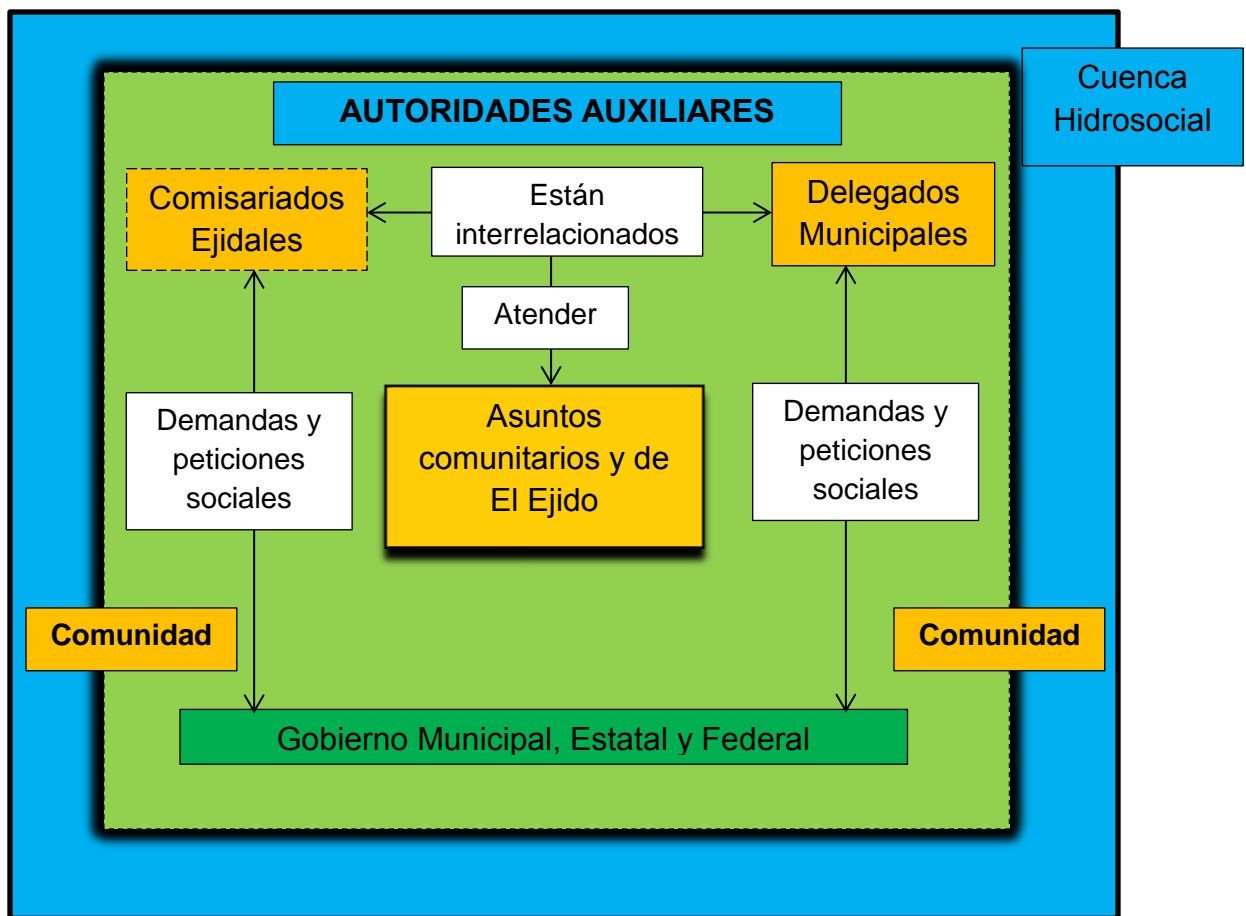 Cuenca
Hidrosocial
AUTORIDADES AUXILIARES
Comisariados
Ejidales
Están
interrelacionados
Delegados
Municipales
Atender
Demandas y
peticiones
sociales
Asuntos
comunitarios y de
El Ejido
Demandas y
peticiones
sociales
Comunidad
Comunidad
Gobierno Municipal, Estatal y Federal